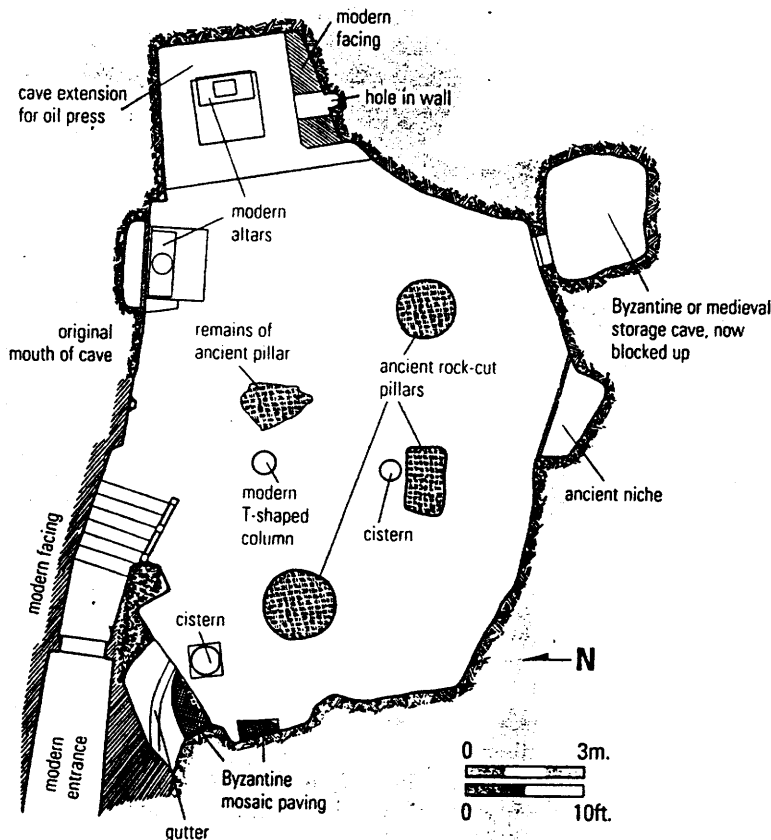 modern
facing
cave extension
for oil press
hole in wall
modern
altars
Byzantine or medieval
storage cave, now
blocked up
original
mouth of cave
remains of
ancient pillar
ancient rock-cut
pillars
ancient niche
modern
T-shaped
column
cistern
modern facing
cistern
N
modern
entrance
Byzantine
mosaic paving
gutter
0 3m.
0 10ft.